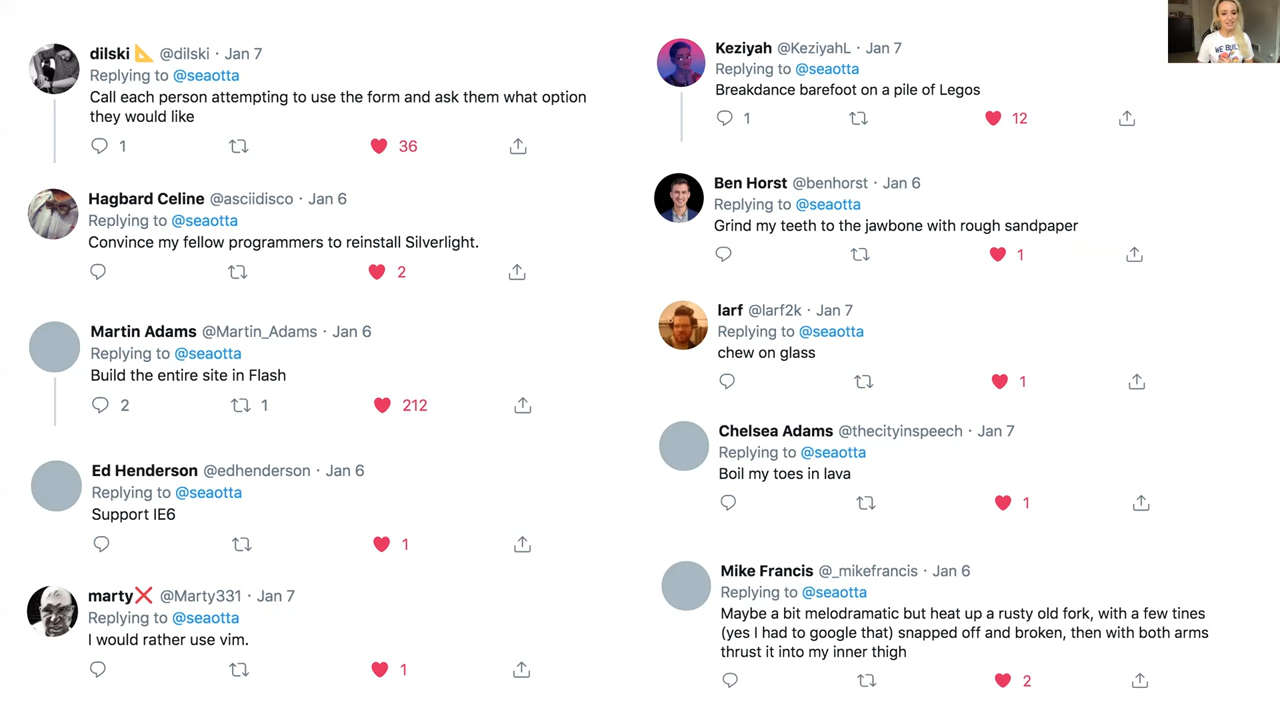 dilski 📐 @dilski · Jan 7
Replying to @seaotta
Call each person attempting to use the form and ask them what option
they would like
1 36
Hagbard Celine @asciidisco · Jan 6
Replying to @seaotta
Convince my fellow programmers to reinstall Silverlight.
2
Martin Adams @Martin_Adams · Jan 6
Replying to @seaotta
Build the entire site in Flash
2 1 212
Ed Henderson @edhenderson · Jan 6
Replying to @seaotta
Support IE6
1
marty❌ @Marty331 · Jan 7
Replying to @seaotta
I would rather use vim.
1
Keziyah @KeziyahL · Jan 7
Replying to @seaotta
Breakdance barefoot on a pile of Legos
1 12
Ben Horst @benhorst · Jan 6
Replying to @seaotta
Grind my teeth to the jawbone with rough sandpaper
1
larf @larf2k · Jan 7
Replying to @seaotta
chew on glass
1
Chelsea Adams @thecityinspeech · Jan 7
Replying to @seaotta
Boil my toes in lava
1
Mike Francis @_mikefrancis · Jan 6
Replying to @seaotta
Maybe a bit melodramatic but heat up a rusty old fork, with a few tines
(yes I had to google that) snapped off and broken, then with both arms
thrust it into my inner thigh
2
WE BUIL